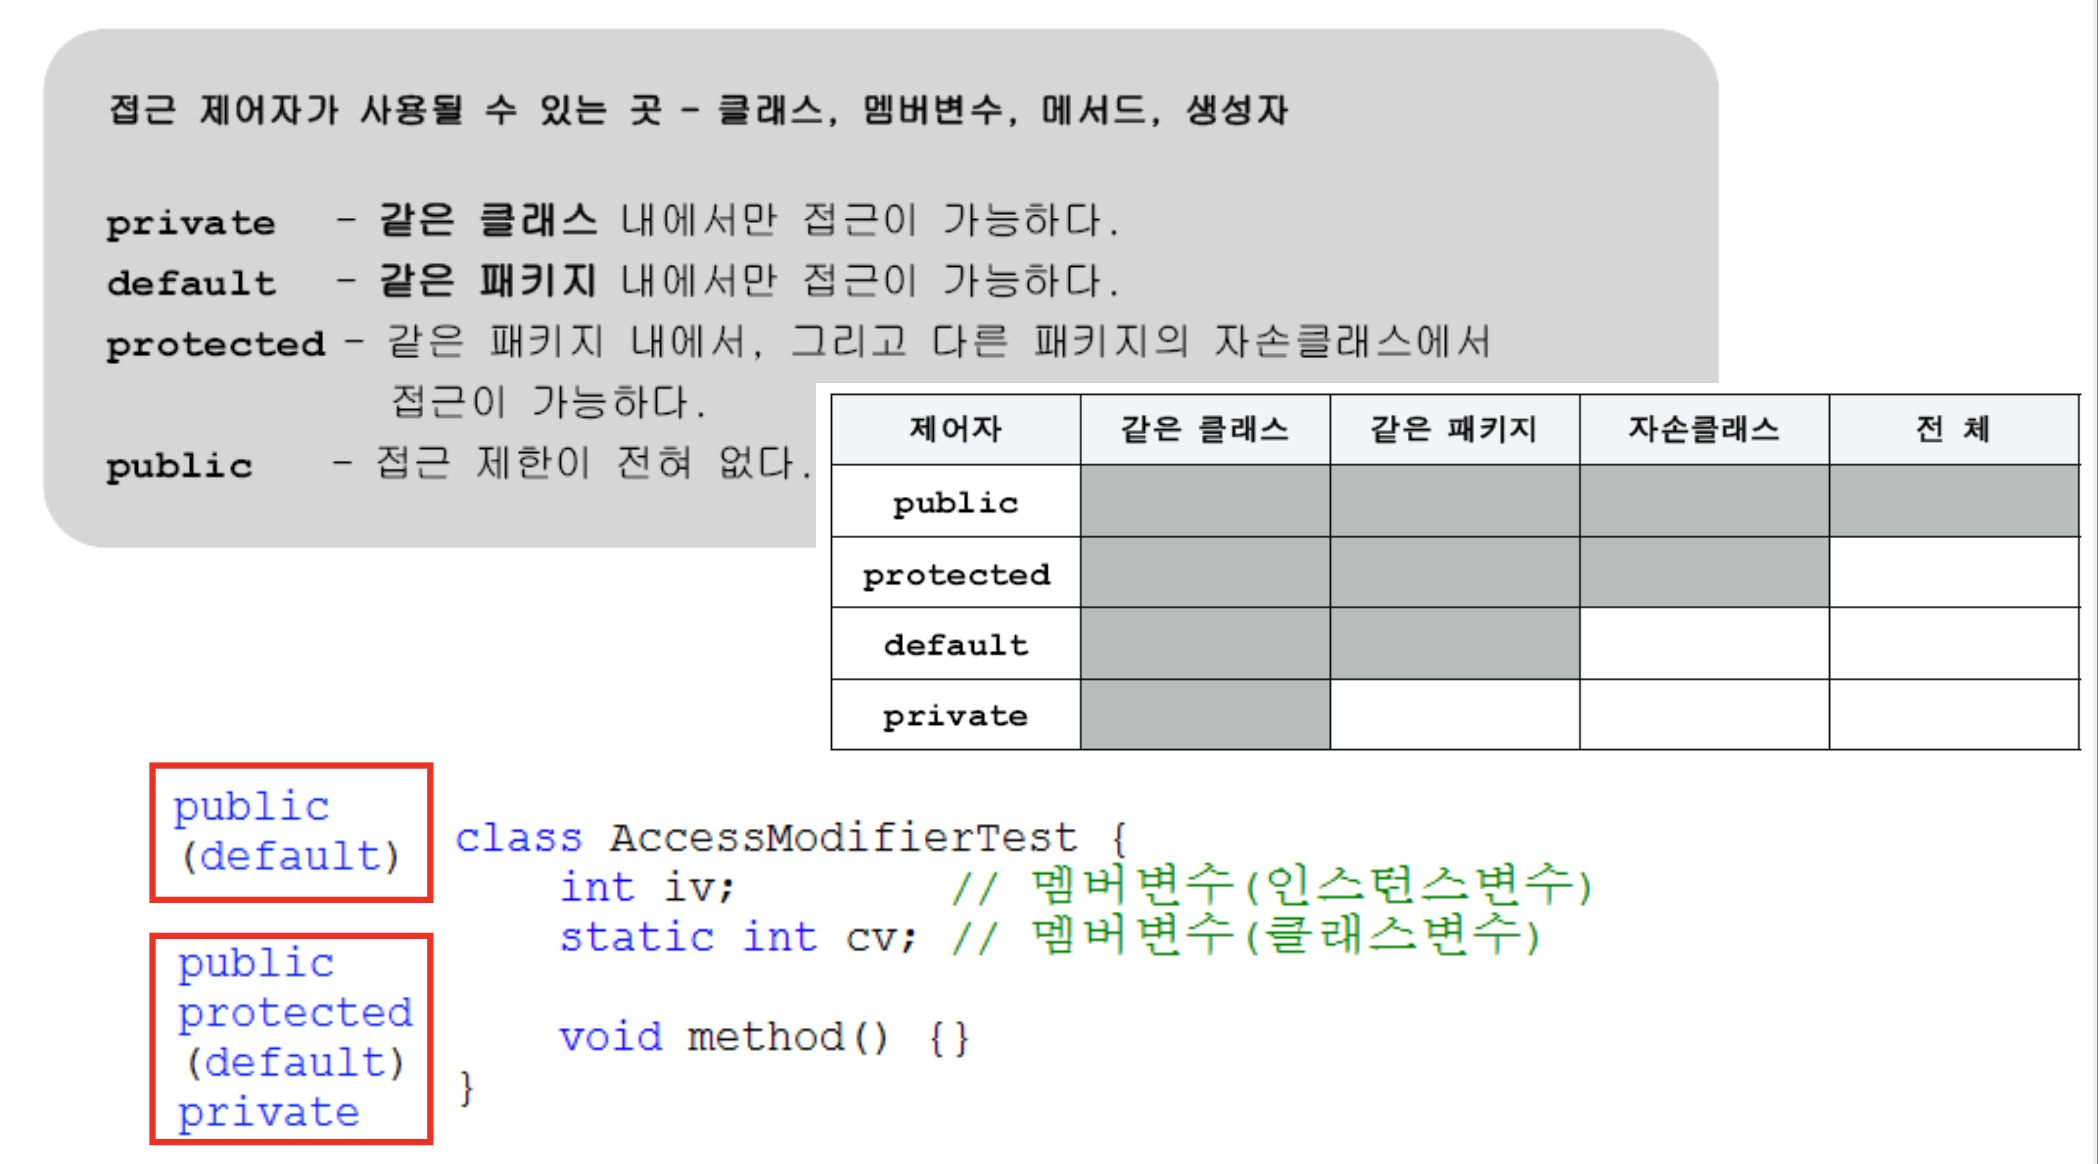 접근 제어자가 사용될 수 있는 곳 - 클래스, 멤버변수, 메서드, 생성자
private - 같은 클래스 내에서만 접근이 가능하다.
default - 같은 패키지 내에서만 접근이 가능하다.
protected - 같은 패키지 내에서, 그리고 다른 패키지의 자손클래스에서
접근이 가능하다.
public - 접근 제한이 전혀 없다.
제어자 같은 클래스 같은 패키지 자손클래스 전 체
public
protected
default
private
public
(default)
class AccessModifierTest {
int iv; // 멤버변수(인스턴스변수)
static int cv; // 멤버변수(클래스변수)
public
protected
(default)
private
void method() {}
}